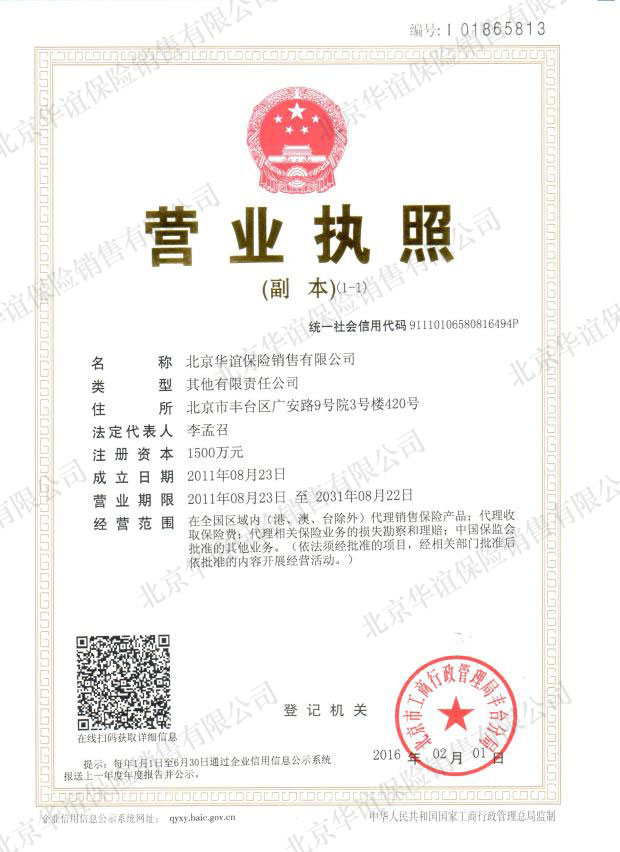 编号:1 01865813
营业执照
(副 本)(1-1)
统一社会信用代码 91110106580816494P
名 称 北京华谊保险销售有限公司
类 型 其他有限责任公司
住 所 北京市丰台区广安路9号院3号楼420号
法定代表人 李孟召
注册资本 1500万元
成立日期 2011年08月23日
营业期限 2011年08月23日 至 2031年08月22日
经营范围 在全国区域内（港、澳、台除外）代理销售保险产品；代理收
取保险费；代理相关保险业务的损失勘察和理赔；中国保监会
批准的其他业务。（依法须经批准的项目，经相关部门批准后
依批准的内容开展经营活动。）
在线扫码获取详细信息
登记机关
北京市工商行政管理局丰台分局
2016 年 02 月 01 日
提示：每年1月1日至6月30日通过企业信用信息公示系统
报送上一年度年度报告并公示。
企业信用信息公示系统网址： qyxy.baic.gov.cn
中华人民共和国国家工商行政管理总局监制
北京华谊保险销售有限公司